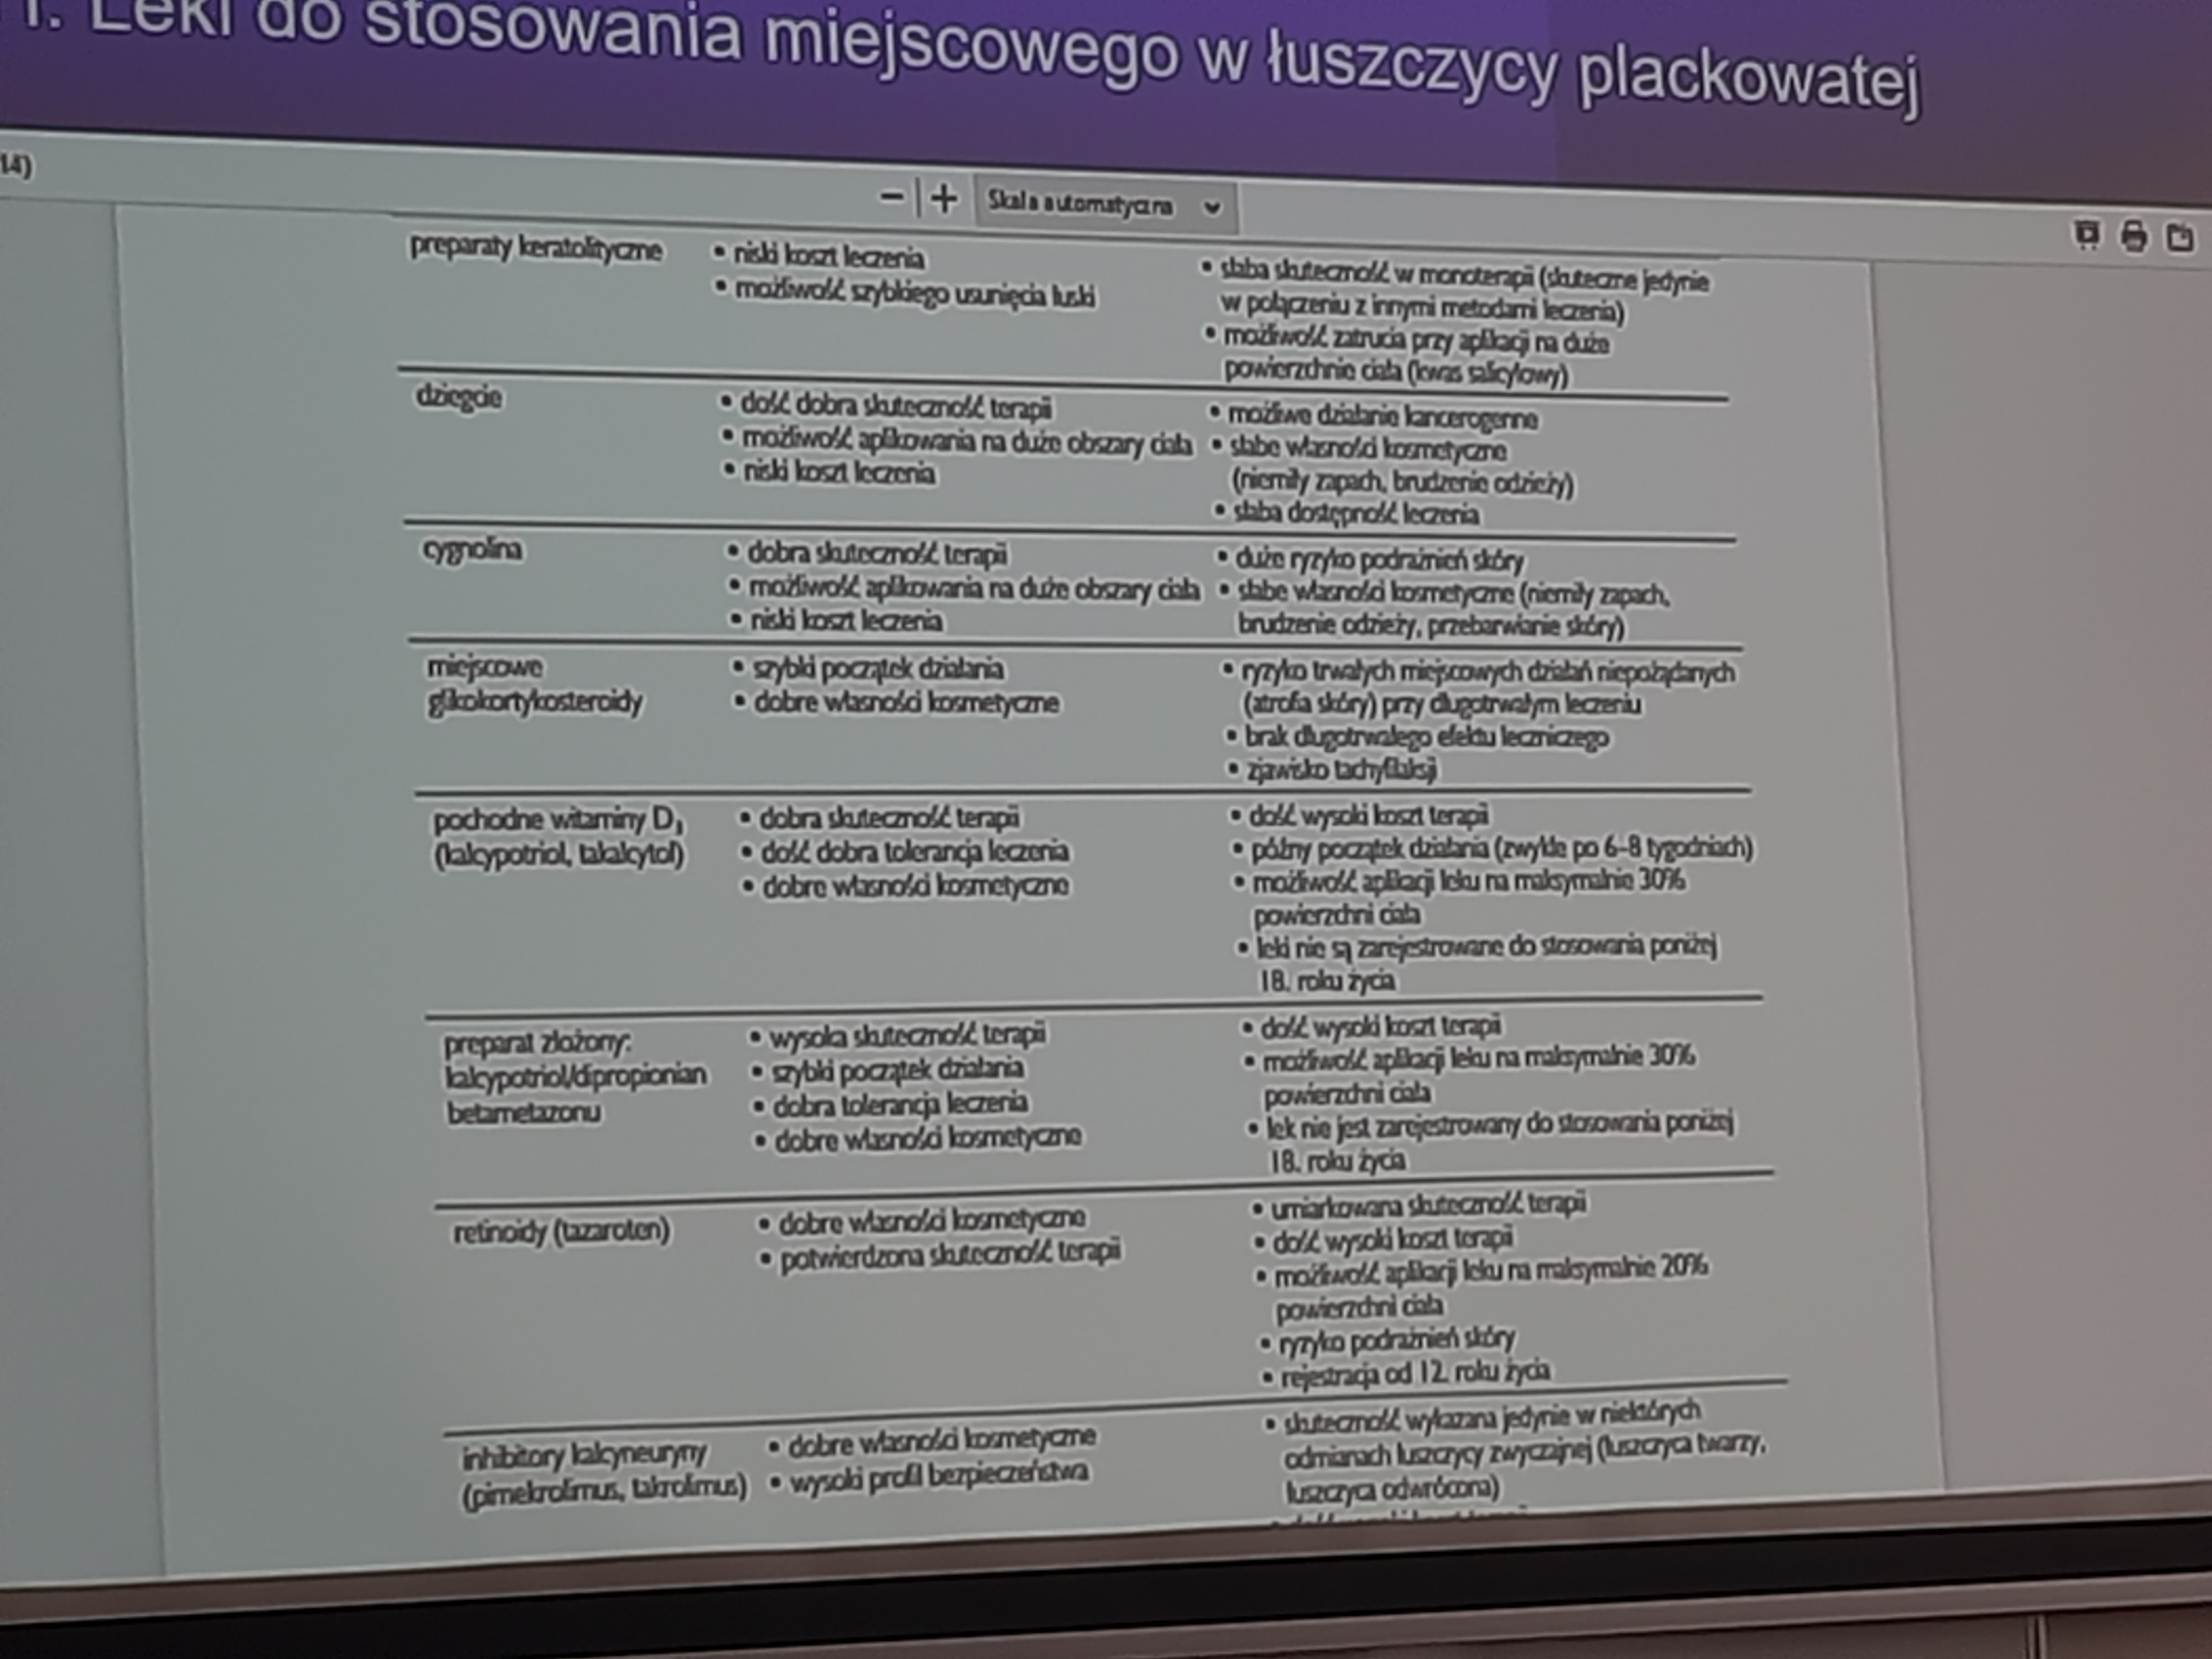 1. Leki do stosowania miejscowego w łuszczycy plackowatej
14)
− + Skala automatyczna
preparaty keratolityczne
• niski koszt leczenia
• możliwość szybkiego usunięcia łuski
• słaba skuteczność w monoterapii (skuteczne jedynie
w połączeniu z innymi metodami leczenia)
• możliwość zatrucia przy aplikacji na duże
powierzchnie ciała (kwas salicylowy)
dziegcie
• dość dobra skuteczność terapii
• możliwość aplikowania na duże obszary ciała
• niski koszt leczenia
• możliwe działanie kancerogenne
• słabe własności kosmetyczne
(niemiły zapach, brudzenie odzieży)
• słaba dostępność leczenia
cygnolina
• dobra skuteczność terapii
• możliwość aplikowania na duże obszary ciała
• niski koszt leczenia
• duże ryzyko podrażnień skóry
• słabe własności kosmetyczne (niemiły zapach,
brudzenie odzieży, przebarwianie skóry)
miejscowe
glikokortykosteroidy
• szybki początek działania
• dobre własności kosmetyczne
• ryzyko trwałych miejscowych działań niepożądanych
(atrofia skóry) przy długotrwałym leczeniu
• brak długotrwałego efektu leczniczego
• zjawisko tachyfilaksji
pochodne witaminy D₃
(kalcypotriol, takalcytol)
• dobra skuteczność terapii
• dość dobra tolerancja leczenia
• dobre własności kosmetyczne
• dość wysoki koszt terapii
• późny początek działania (zwykle po 6–8 tygodniach)
• możliwość aplikacji leku na maksymalnie 30%
powierzchni ciała
• leki nie są zarejestrowane do stosowania poniżej
18. roku życia
preparat złożony:
kalcypotriol/dipropionian
betametazonu
• wysoka skuteczność terapii
• szybki początek działania
• dobra tolerancja leczenia
• dobre własności kosmetyczne
• dość wysoki koszt terapii
• możliwość aplikacji leku na maksymalnie 30%
powierzchni ciała
• lek nie jest zarejestrowany do stosowania poniżej
18. roku życia
retinoidy (tazaroten)
• dobre własności kosmetyczne
• potwierdzona skuteczność terapii
• umiarkowana skuteczność terapii
• dość wysoki koszt terapii
• możliwość aplikacji leku na maksymalnie 20%
powierzchni ciała
• ryzyko podrażnień skóry
• rejestracja od 12. roku życia
inhibitory kalcyneuryny
(pimekrolimus, takrolimus)
• dobre własności kosmetyczne
• wysoki profil bezpieczeństwa
• skuteczność wykazana jedynie w niektórych
odmianach łuszczycy zwyczajnej (łuszczyca twarzy,
łuszczyca odwrócona)